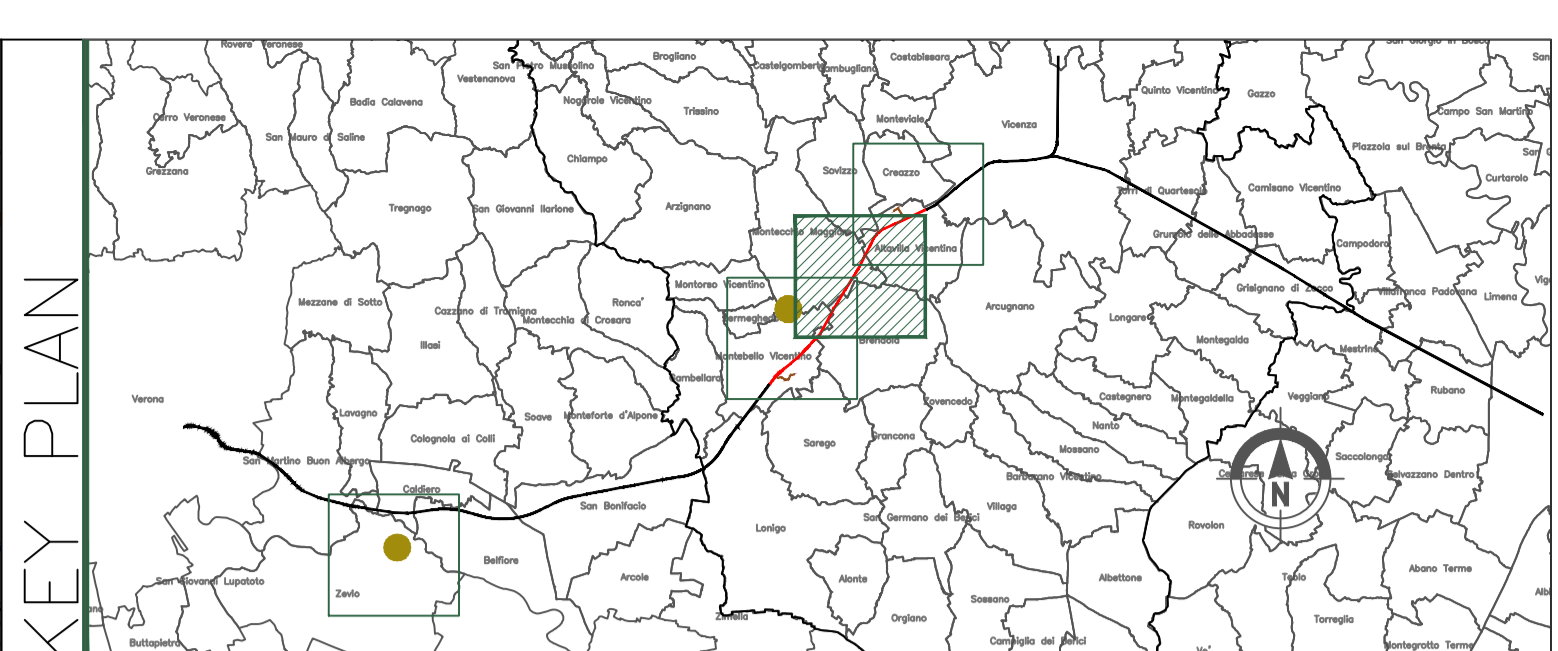 KEY PLAN
Rovere' Veronese
San Pietro Mussolino
Vestenanova
Brogliano
Castelgomberto
Gambugliano
Costabissara
San Giorgio in Bosco
Badia Calavena
Nogarole Vicentino
Trissino
Monteviale
Vicenza
Quinto Vicentino
Gazzo
Campo San Martino
Cerro Veronese
San Mauro di Saline
Chiampo
Piazzola sul Brenta
Grezzana
Sovizzo
Creazzo
Curtarolo
Tregnago
San Giovanni Ilarione
Arzignano
Torri di Quartesolo
Camisano Vicentino
Montecchio Maggiore
Altavilla Vicentina
Grumolo delle Abbadesse
Campodoro
Mezzane di Sotto
Cazzano di Tramigna
Montecchia di Crosara
Ronca'
Montorso Vicentino
Zermeghedo
Arcugnano
Longare
Grisignano di Zocco
Villafranca Padovana
Limena
Illasi
Brendola
Montegalda
Mestrino
Montebello Vicentino
Gambellara
Verona
Lavagno
Soave
Monteforte d'Alpone
Zovencedo
Castegnero
Montegaldella
Veggiano
Rubano
Colognola ai Colli
Sarego
Grancona
Nanto
Mossano
Saccolongo
San Martino Buon Albergo
Caldiero
Barbarano Vicentino
Selvazzano Dentro
N
San Bonifacio
Lonigo
San Germano dei Berici
Villaga
Rovolon
Belfiore
San Giovanni Lupatoto
Zevio
Arcole
Alonte
Albettone
Teolo
Abano Terme
Sossano
Orgiano
Zimella
Torreglia
Buttapietra
Campiglia dei Berici
Montegrotto Terme
Vo'